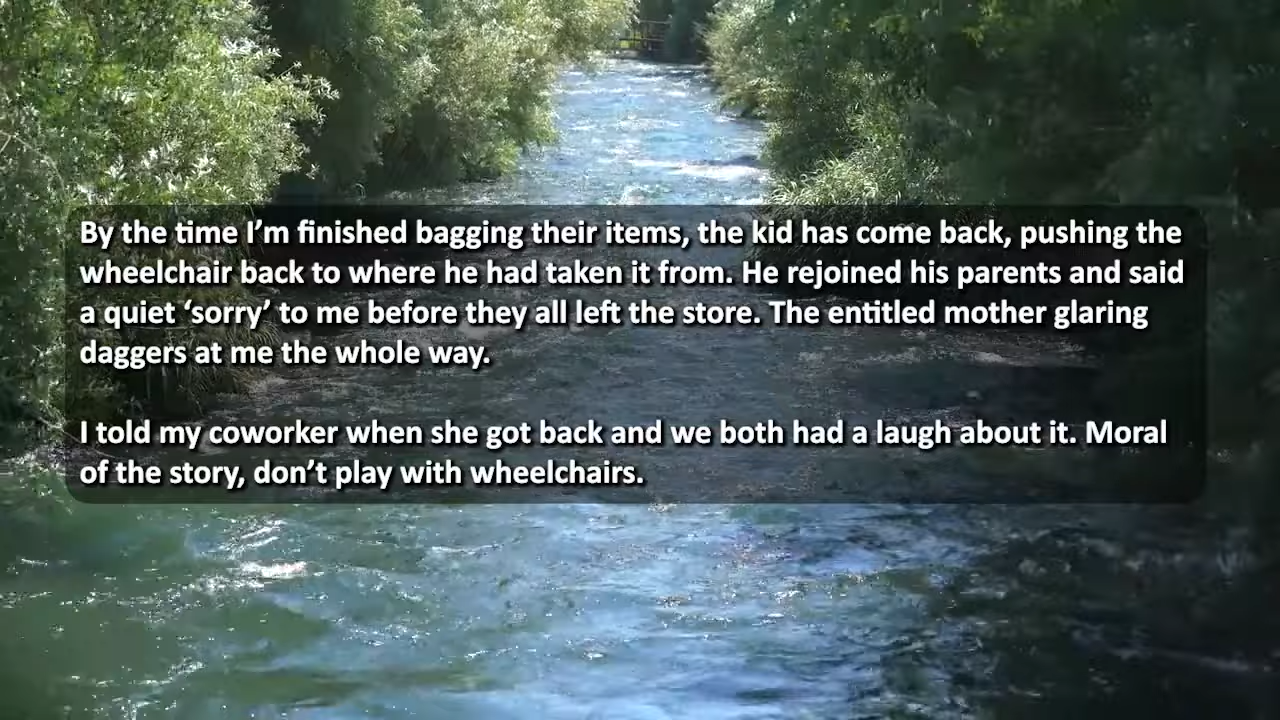 By the time I’m finished bagging their items, the kid has come back, pushing the
wheelchair back to where he had taken it from. He rejoined his parents and said
a quiet ‘sorry’ to me before they all left the store. The entitled mother glaring
daggers at me the whole way.
I told my coworker when she got back and we both had a laugh about it. Moral
of the story, don’t play with wheelchairs.